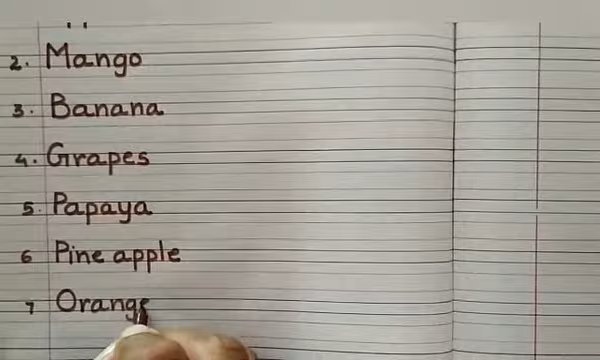 2. Mango
3. Banana
4. Grapes
5. Papaya
6 Pine apple
7 Orange